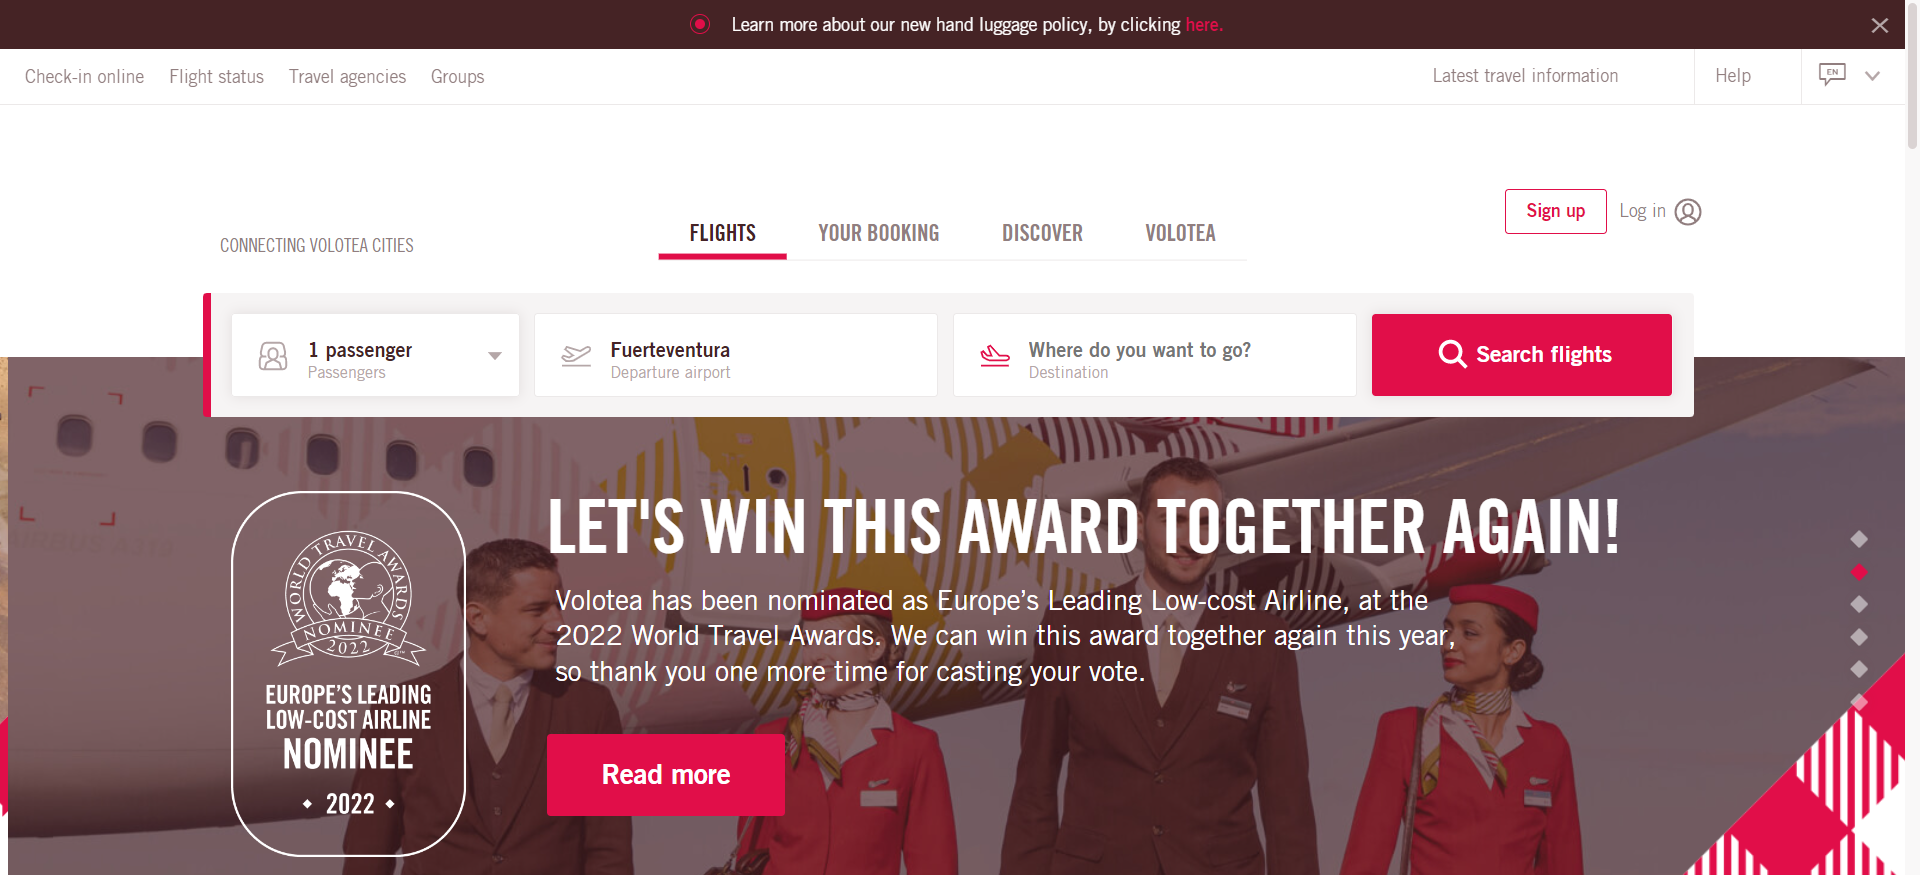 Learn more about our new hand luggage policy, by clicking here.
Check-in online Flight status Travel agencies Groups
Latest travel information Help EN
Sign up Log in
CONNECTING VOLOTEA CITIES
FLIGHTS YOUR BOOKING DISCOVER VOLOTEA
1 passenger
Passengers
Fuerteventura
Departure airport
Where do you want to go?
Destination
Search flights
AIRBUS A319
WORLD TRAVEL AWARDS
NOMINEE
2022
EUROPE'S LEADING
LOW-COST AIRLINE
NOMINEE
2022
LET'S WIN THIS AWARD TOGETHER AGAIN!
Volotea has been nominated as Europe’s Leading Low-cost Airline, at the
2022 World Travel Awards. We can win this award together again this year,
so thank you one more time for casting your vote.
Read more